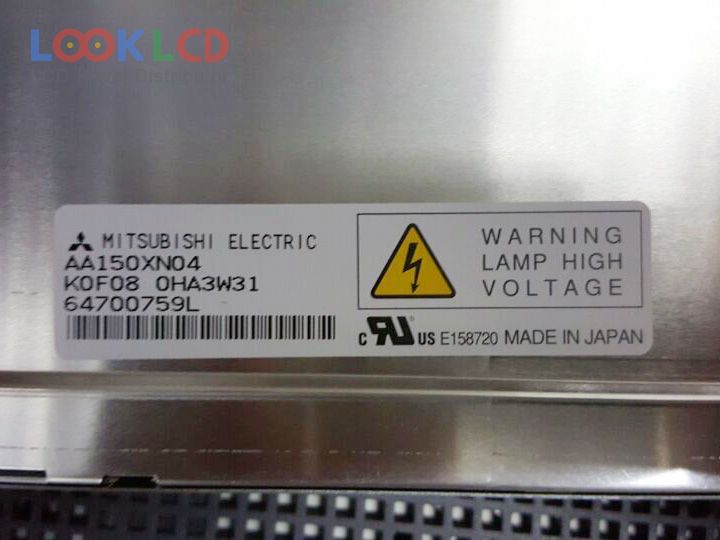 LOOKLCD
MITSUBISHI ELECTRIC
AA150XN04
K0F08 0HA3W31
64700759L
WARNING
LAMP HIGH
VOLTAGE
c RU US E158720 MADE IN JAPAN